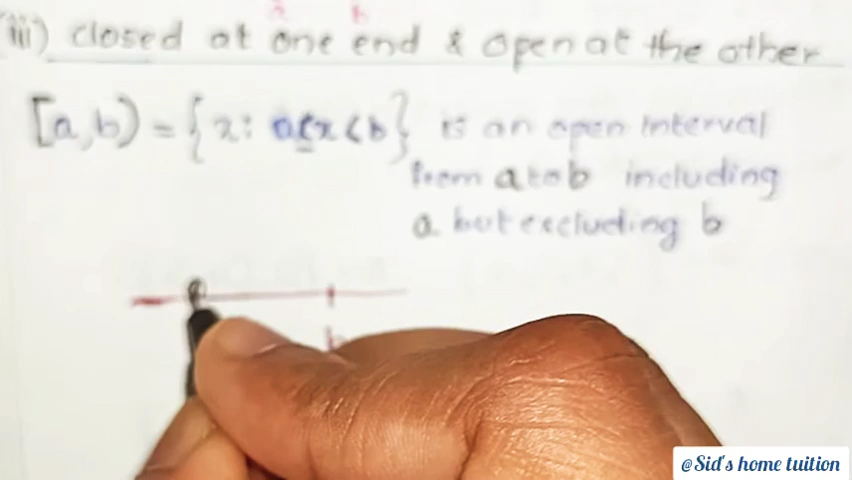 iii) closed at one end & open at the other
a b
[a,b) = {x: a≤x<b} is an open interval
from a to b including
a but excluding b
b
@Sid's home tuition